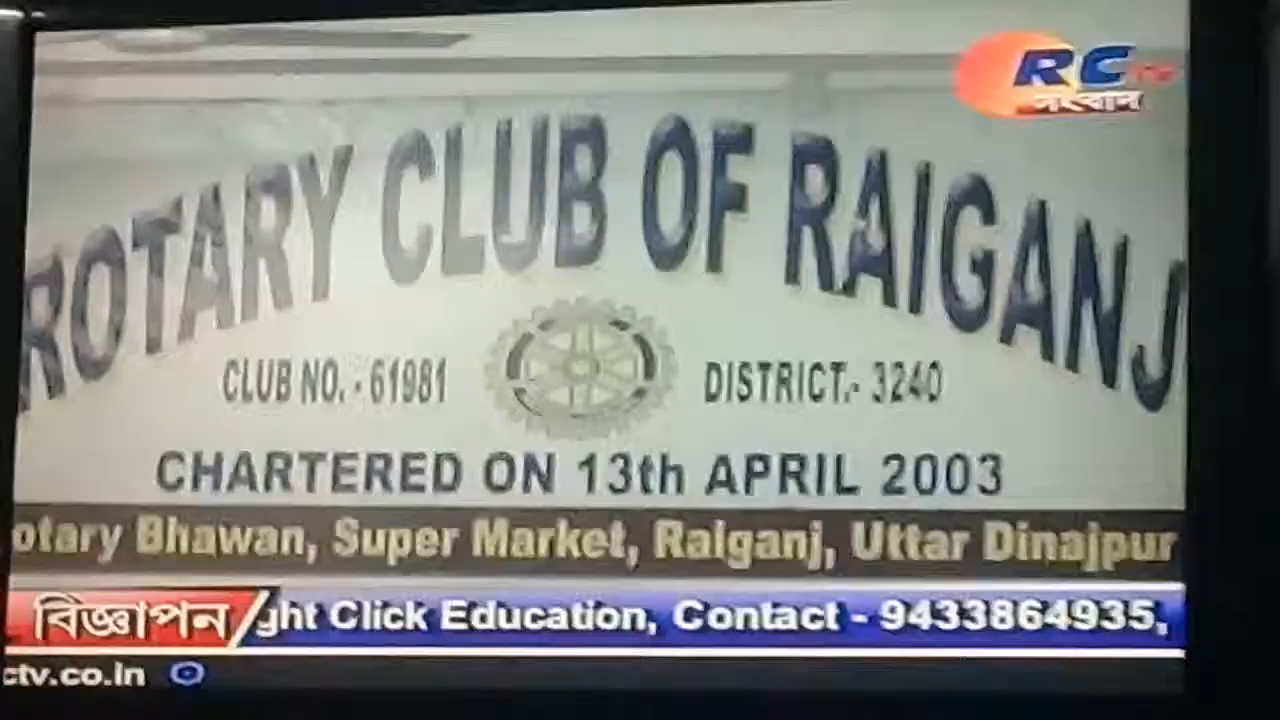 RC TV
সংবাদ
ROTARY CLUB OF RAIGANJ
CLUB NO. - 61981
DISTRICT.- 3240
CHARTERED ON 13th APRIL 2003
otary Bhawan, Super Market, Raiganj, Uttar Dinajpur
বিজ্ঞাপন
ght Click Education, Contact - 9433864935,
ctv.co.in